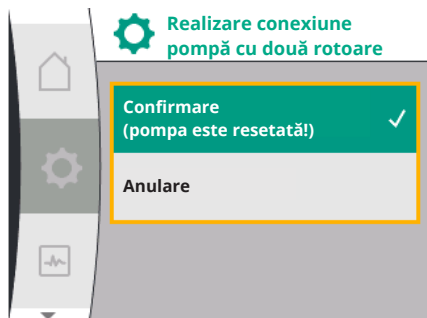 Realizare conexiune
pompă cu două rotoare
Confirmare
(pompa este resetată!)
Anulare